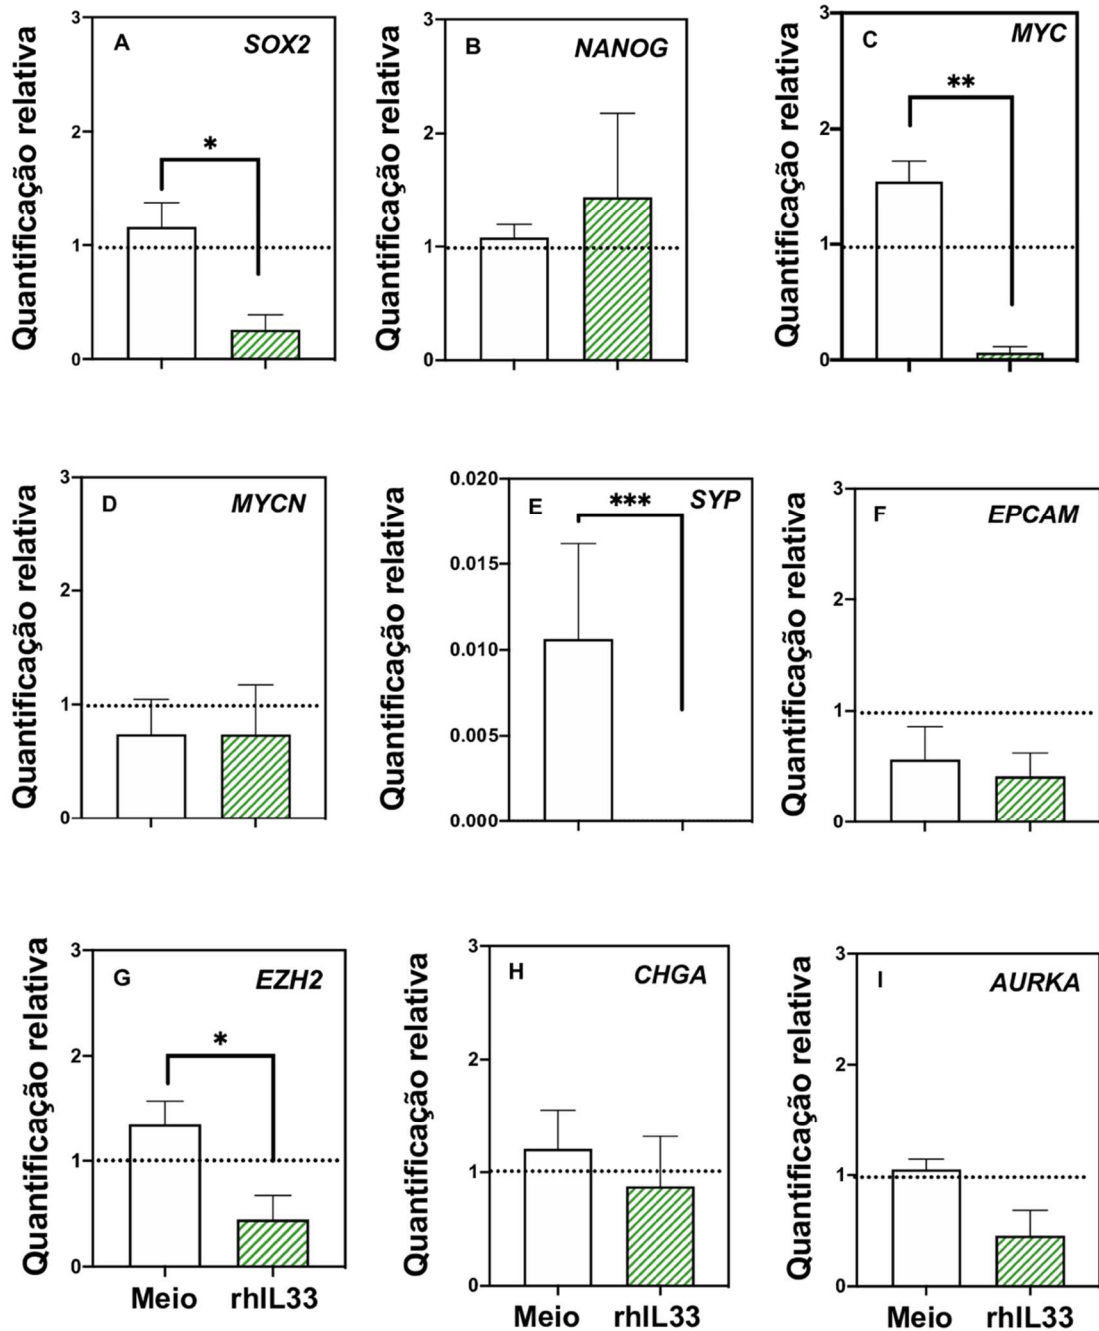 A
SOX2
Quantificação relativa
3
2
1
0
*
B
NANOG
Quantificação relativa
3
2
1
0
C
MYC
Quantificação relativa
3
2
1
0
**
D
MYCN
Quantificação relativa
3
2
1
0
E
SYP
Quantificação relativa
0.020
0.015
0.010
0.005
0.000
***
F
EPCAM
Quantificação relativa
3
2
1
0
G
EZH2
Quantificação relativa
3
2
1
0
*
Meio rhIL33
H
CHGA
Quantificação relativa
3
2
1
0
Meio rhIL33
I
AURKA
Quantificação relativa
3
2
1
0
Meio rhIL33